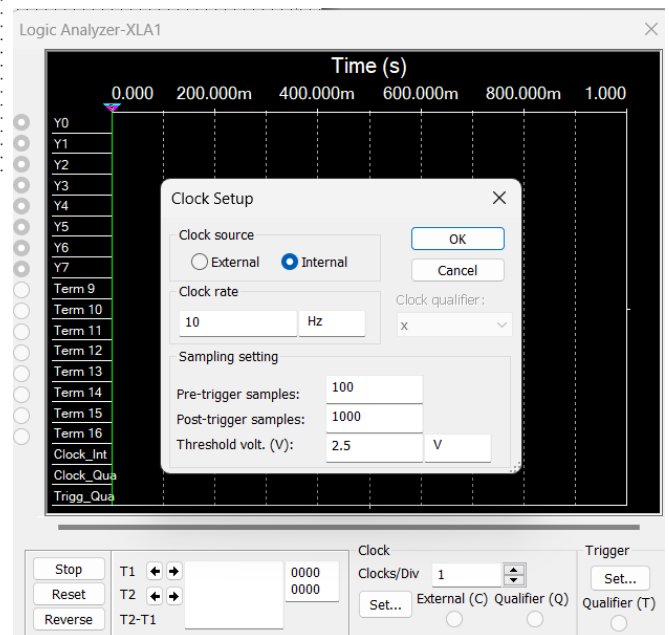 Logic Analyzer-XLA1
Time (s)
0.000 200.000m 400.000m 600.000m 800.000m 1.000
Y0
Y1
Y2
Y3
Y4
Y5
Y6
Y7
Term 9
Term 10
Term 11
Term 12
Term 13
Term 14
Term 15
Term 16
Clock_Int
Clock_Qua
Trigg_Qua
Clock Setup
Clock source
External Internal
OK
Cancel
Clock rate
10 Hz
Clock qualifier:
x
Sampling setting
Pre-trigger samples: 100
Post-trigger samples: 1000
Threshold volt. (V): 2.5 V
Stop
Reset
Reverse
T1 0000
T2 0000
T2-T1
Clock
Clocks/Div 1
Set... External (C) Qualifier (Q)
Trigger
Set...
Qualifier (T)